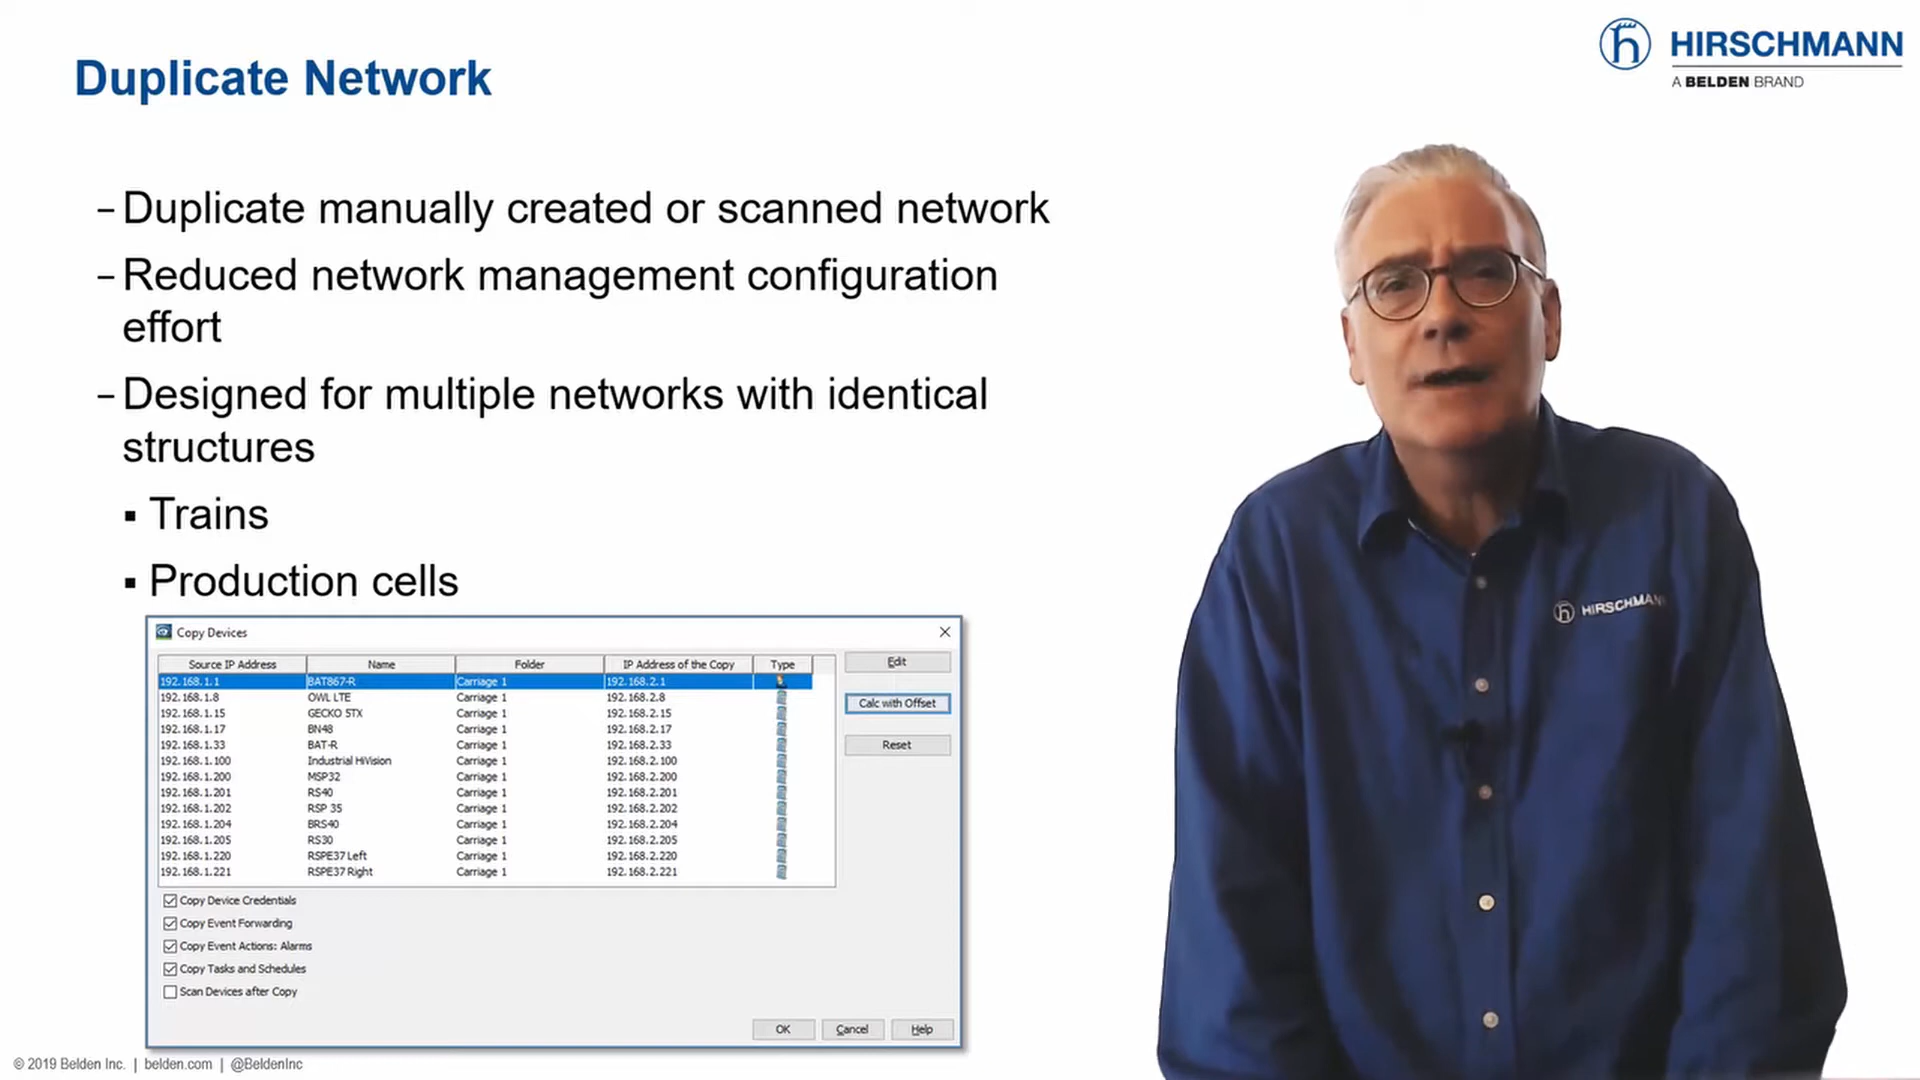 Duplicate Network
HIRSCHMANN
A BELDEN BRAND
– Duplicate manually created or scanned network
– Reduced network management configuration
effort
– Designed for multiple networks with identical
structures
▪ Trains
▪ Production cells
HIRSCHMANN
Copy Devices
Source IP Address Name Folder IP Address of the Copy Type
192.168.1.1 BAT867-R Carriage 1 192.168.2.1
192.168.1.8 OWL LTE Carriage 1 192.168.2.8
192.168.1.15 GECKO 5TX Carriage 1 192.168.2.15
192.168.1.17 BN48 Carriage 1 192.168.2.17
192.168.1.33 BAT-R Carriage 1 192.168.2.33
192.168.1.100 Industrial HiVision Carriage 1 192.168.2.100
192.168.1.200 MSP32 Carriage 1 192.168.2.200
192.168.1.201 RS40 Carriage 1 192.168.2.201
192.168.1.202 RSP 35 Carriage 1 192.168.2.202
192.168.1.204 BRS40 Carriage 1 192.168.2.204
192.168.1.205 RS30 Carriage 1 192.168.2.205
192.168.1.220 RSPE37 Left Carriage 1 192.168.2.220
192.168.1.221 RSPE37 Right Carriage 1 192.168.2.221
Edit
Calc with Offset
Reset
Copy Device Credentials
Copy Event Forwarding
Copy Event Actions: Alarms
Copy Tasks and Schedules
Scan Devices after Copy
OK Cancel Help
© 2019 Belden Inc. | belden.com | @BeldenInc